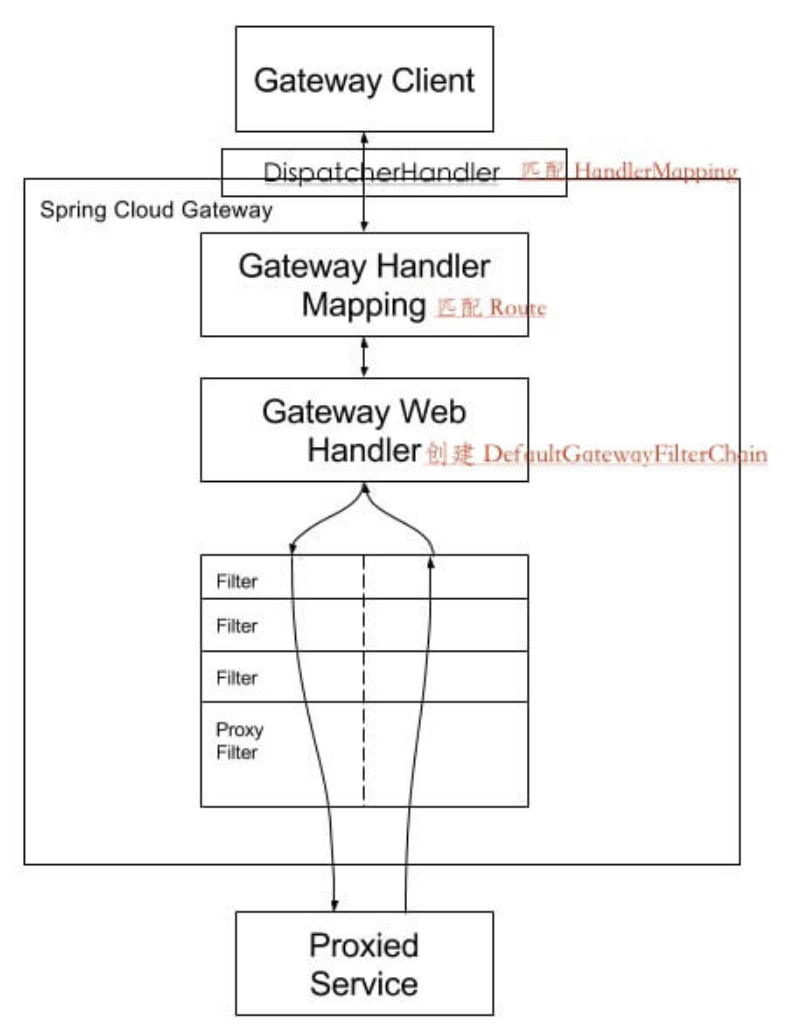 Gateway Client
DispatcherHandler 匹配 HandlerMapping
Spring Cloud Gateway
Gateway Handler
Mapping 匹配 Route
Gateway Web
Handler 创建 DefaultGatewayFilterChain
Filter
Filter
Filter
Proxy
Filter
Proxied
Service